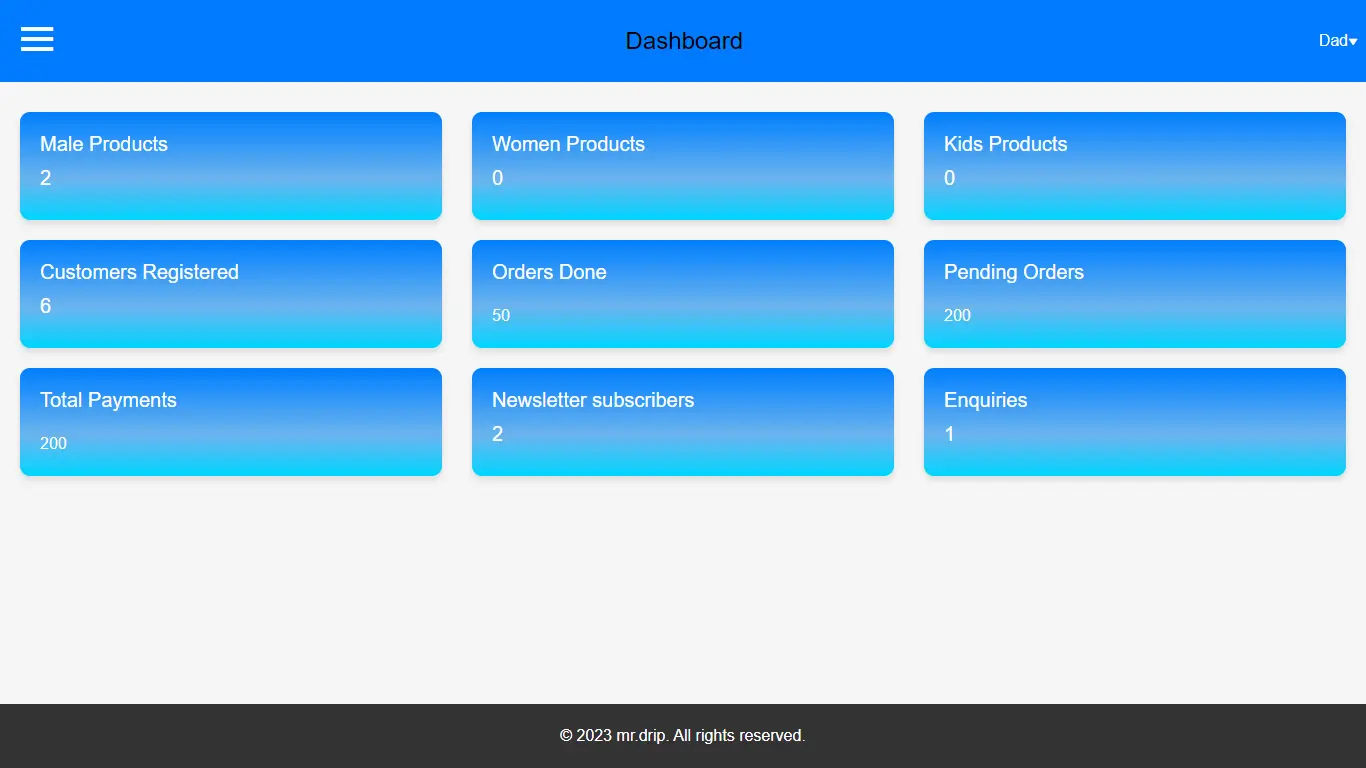 Dashboard
Dad
Male Products
2
Women Products
0
Kids Products
0
Customers Registered
6
Orders Done
50
Pending Orders
200
Total Payments
200
Newsletter subscribers
2
Enquiries
1
© 2023 mr.drip. All rights reserved.